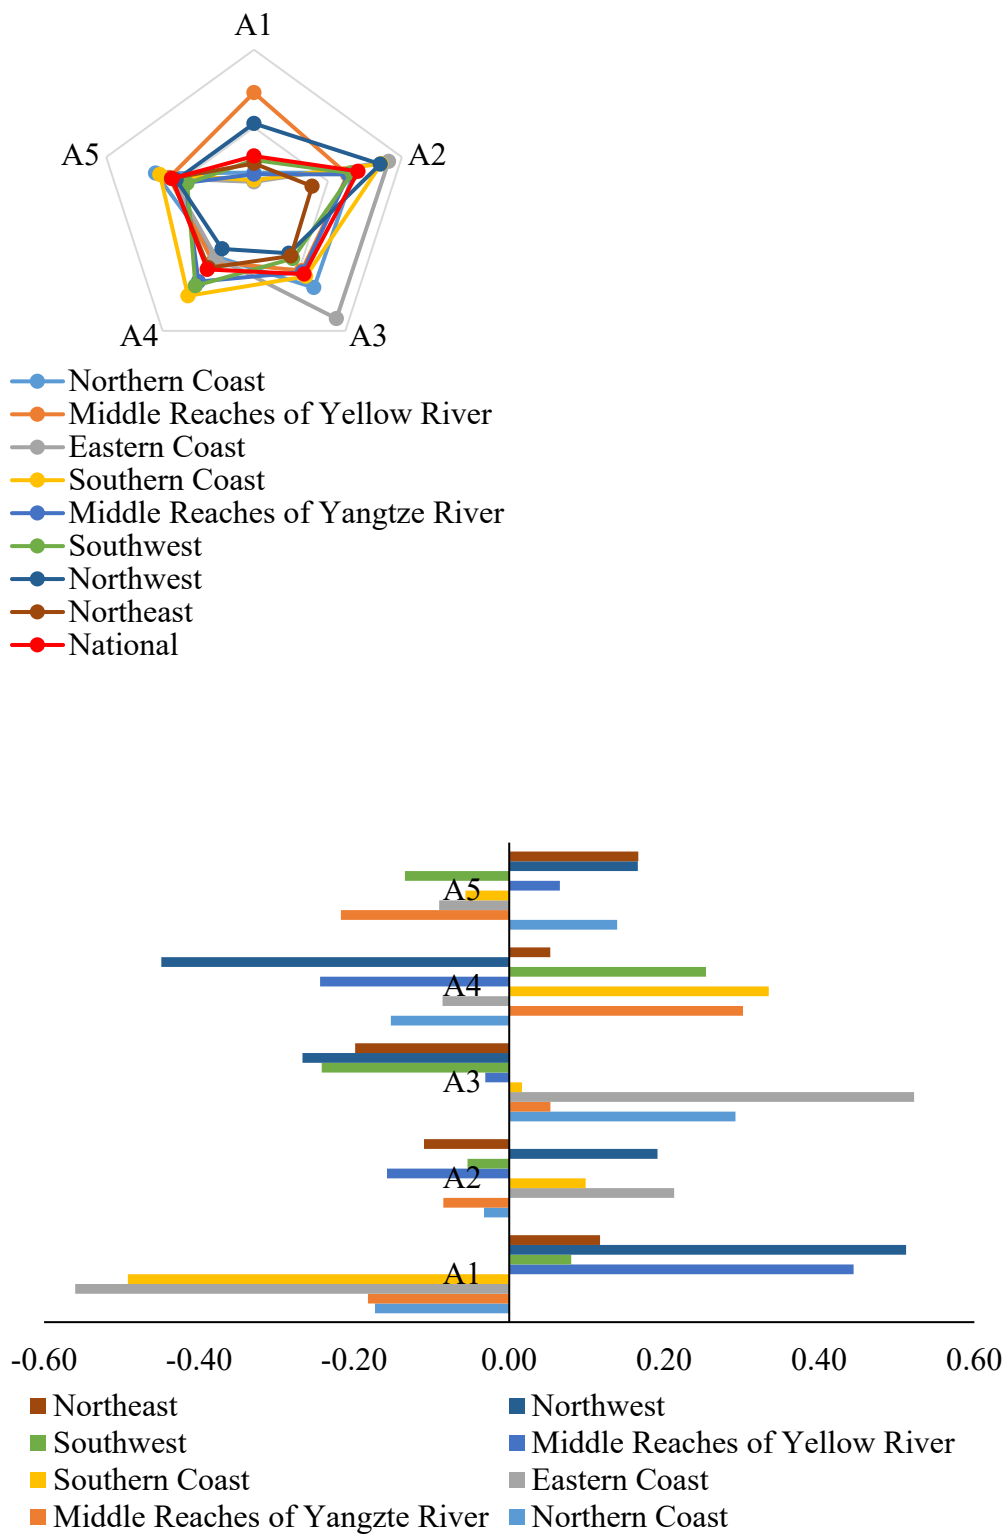 A1
A5
A2
A4
A3
Northern Coast
Middle Reaches of Yellow River
Eastern Coast
Southern Coast
Middle Reaches of Yangtze River
Southwest
Northwest
Northeast
National
A5
A4
A3
A2
A1
-0.60 -0.40 -0.20 0.00 0.20 0.40 0.60
Northeast Northwest
Southwest Middle Reaches of Yellow River
Southern Coast Eastern Coast
Middle Reaches of Yangzte River Northern Coast